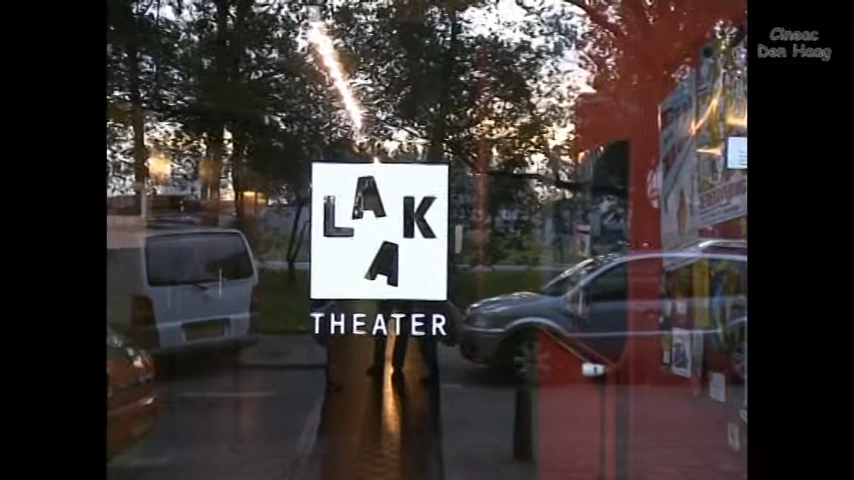 Cineac
Den Haag
LAK
A
THEATER